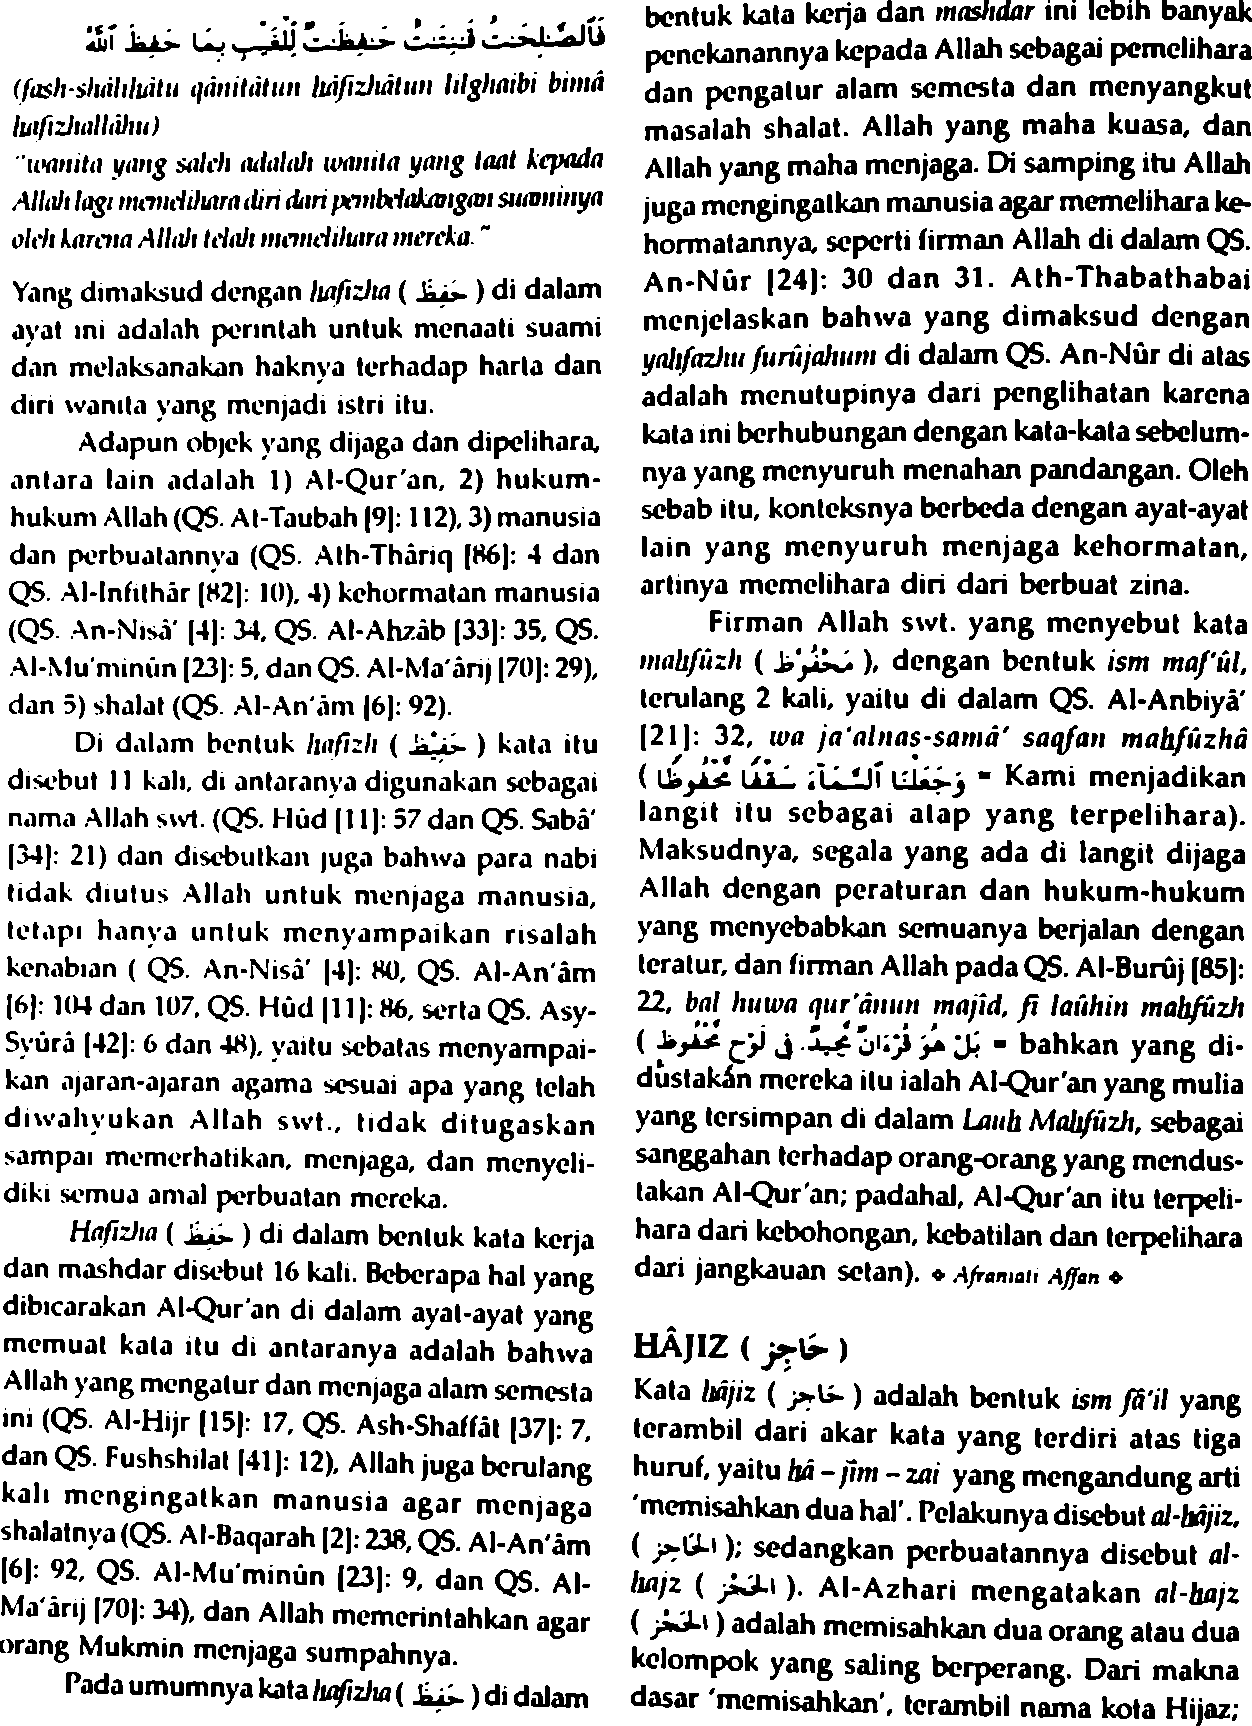 فَٱلصَّـٰلِحَـٰتُ قَـٰنِتَـٰتٌ حَـٰفِظَـٰتٌ لِّلْغَيْبِ بِمَا حَفِظَ ٱللَّهُ
(fash-shâlihâtu qânitâtun hâfizhâtun lilghaibi bimâ
hafizhallâhu)
"wanita yang saleh adalah wanita yang taat kepada
Allah lagi memelihara diri dari pembelakangan suaminya
oleh karena Allah telah memelihara mereka."
Yang dimaksud dengan hafizha ( حَفِظَ ) di dalam
ayat ini adalah perintah untuk menaati suami
dan melaksanakan haknya terhadap harta dan
diri wanita yang menjadi istri itu.
Adapun objek yang dijaga dan dipelihara,
antara lain adalah 1) Al-Qur'an, 2) hukum-
hukum Allah (QS. At-Taubah [9]: 112), 3) manusia
dan perbuatannya (QS. Ath-Thâriq [86]: 4 dan
QS. Al-Infithâr [82]: 10), 4) kehormatan manusia
(QS. An-Nisâ' [4]: 34, QS. Al-Ahzâb [33]: 35, QS.
Al-Mu'minûn [23]: 5, dan QS. Al-Ma'ârij [70]: 29),
dan 5) shalat (QS. Al-An'âm [6]: 92).
Di dalam bentuk hafizh ( حَفِيْظ ) kata itu
disebut 11 kali, di antaranya digunakan sebagai
nama Allah swt. (QS. Hûd [11]: 57 dan QS. Sabâ'
[34]: 21) dan disebutkan juga bahwa para nabi
tidak diutus Allah untuk menjaga manusia,
tetapi hanya untuk menyampaikan risalah
kenabian ( QS. An-Nisâ' [4]: 80, QS. Al-An'âm
[6]: 104 dan 107, QS. Hûd [11]: 86, serta QS. Asy-
Syûrâ [42]: 6 dan 48), yaitu sebatas menyampai-
kan ajaran-ajaran agama sesuai apa yang telah
diwahyukan Allah swt., tidak ditugaskan
sampai memerhatikan, menjaga, dan menyeli-
diki semua amal perbuatan mereka.
Hafizha ( حَفِظَ ) di dalam bentuk kata kerja
dan mashdar disebut 16 kali. Beberapa hal yang
dibicarakan Al-Qur'an di dalam ayat-ayat yang
memuat kata itu di antaranya adalah bahwa
Allah yang mengatur dan menjaga alam semesta
ini (QS. Al-Hijr [15]: 17, QS. Ash-Shaffât [37]: 7,
dan QS. Fushshilat [41]: 12), Allah juga berulang
kali mengingatkan manusia agar menjaga
shalatnya (QS. Al-Baqarah [2]: 238, QS. Al-An'âm
[6]: 92, QS. Al-Mu'minûn [23]: 9, dan QS. Al-
Ma'ârij [70]: 34), dan Allah memerintahkan agar
orang Mukmin menjaga sumpahnya.
Pada umumnya kata hafizha ( حَفِظَ ) di dalam
bentuk kata kerja dan mashdar ini lebih banyak
penekanannya kepada Allah sebagai pemelihara
dan pengatur alam semesta dan menyangkut
masalah shalat. Allah yang maha kuasa, dan
Allah yang maha menjaga. Di samping itu Allah
juga mengingatkan manusia agar memelihara ke-
hormatannya, seperti firman Allah di dalam QS.
An-Nûr [24]: 30 dan 31. Ath-Thabathabai
menjelaskan bahwa yang dimaksud dengan
yahfazhu furûjahum di dalam QS. An-Nûr di atas
adalah menutupinya dari penglihatan karena
kata ini berhubungan dengan kata-kata sebelum-
nya yang menyuruh menahan pandangan. Oleh
sebab itu, konteksnya berbeda dengan ayat-ayat
lain yang menyuruh menjaga kehormatan,
artinya memelihara diri dari berbuat zina.
Firman Allah swt. yang menyebut kata
mahfûzh ( مَحْفُوْظ ), dengan bentuk ism maf'ûl,
terulang 2 kali, yaitu di dalam QS. Al-Anbiyâ'
[21]: 32, wa ja'alnas-samâ' saqfan mahfûzhâ
( وَجَعَلْنَا ٱلسَّمَآءَ سَقْفًا مَّحْفُوظًا = Kami menjadikan
langit itu sebagai atap yang terpelihara).
Maksudnya, segala yang ada di langit dijaga
Allah dengan peraturan dan hukum-hukum
yang menyebabkan semuanya berjalan dengan
teratur, dan firman Allah pada QS. Al-Burûj [85]:
22, bal huwa qur'ânun majîd, fî laûhin mahfûzh
( بَلْ هُوَ قُرْءَانٌ مَّجِيدٌ. فِى لَوْحٍ مَّحْفُوظٍ = bahkan yang di-
dustakan mereka itu ialah Al-Qur'an yang mulia
yang tersimpan di dalam Lauh Mahfûzh, sebagai
sanggahan terhadap orang-orang yang mendus-
takan Al-Qur'an; padahal, Al-Qur'an itu terpeli-
hara dari kebohongan, kebatilan dan terpelihara
dari jangkauan setan). ❖ Aframiati Affan ❖
HÂJIZ ( حَاجِز )
Kata hâjiz ( حَاجِز ) adalah bentuk ism fâ'il yang
terambil dari akar kata yang terdiri atas tiga
huruf, yaitu hâ – jîm – zai yang mengandung arti
'memisahkan dua hal'. Pelakunya disebut al-hâjiz,
( الحَاجِز ); sedangkan perbuatannya disebut al-
hajz ( الحَجْز ). Al-Azhari mengatakan al-hajz
( الحَجْز ) adalah memisahkan dua orang atau dua
kelompok yang saling berperang. Dari makna
dasar 'memisahkan', terambil nama kota Hijaz;